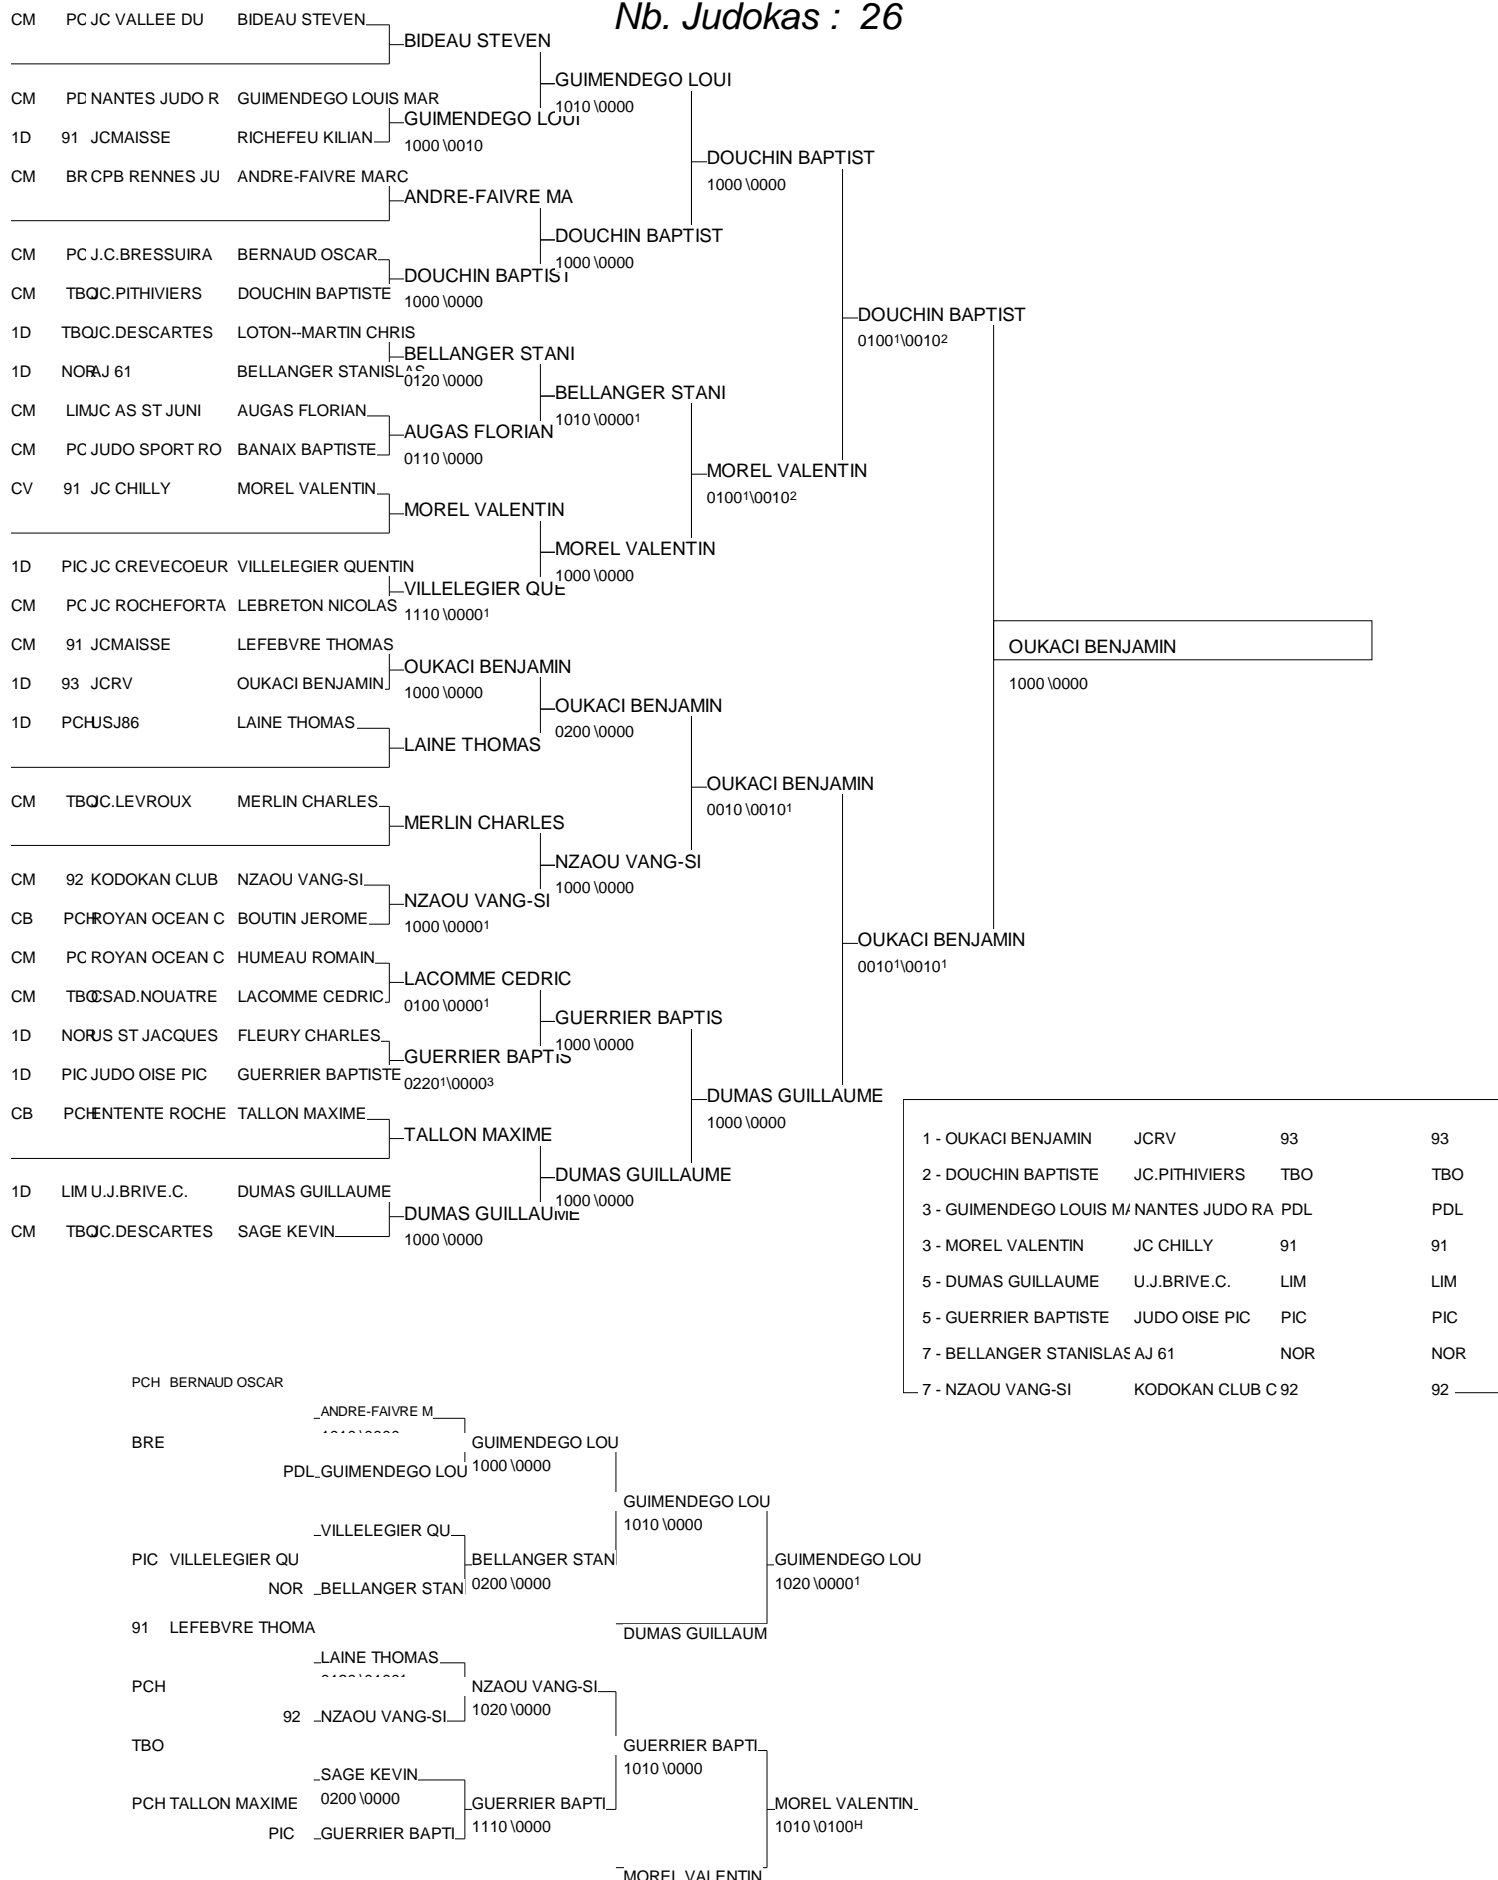 Nb. Judokas : 26
CM PC JC VALLEE DU BIDEAU STEVEN
BIDEAU STEVEN
GUIMENDEGO LOUI
1010 \0000
CM PD NANTES JUDO R GUIMENDEGO LOUIS MAR
GUIMENDEGO LOUI
1D 91 JCMAISSE RICHEFEU KILIAN
1000 \0010
DOUCHIN BAPTIST
1000 \0000
CM BR CPB RENNES JU ANDRE-FAIVRE MARC
ANDRE-FAIVRE MA
DOUCHIN BAPTIST
1000 \0000
CM PC J.C.BRESSUIRA BERNAUD OSCAR
DOUCHIN BAPTIST
CM TBO JC.PITHIVIERS DOUCHIN BAPTISTE
1000 \0000
DOUCHIN BAPTIST
01001\00102
1D TBO JC.DESCARTES LOTON--MARTIN CHRIS
BELLANGER STANI
1D NOR AJ 61 BELLANGER STANISLAS
0120 \0000
BELLANGER STANI
1010 \00001
CM LIM JC AS ST JUNI AUGAS FLORIAN
AUGAS FLORIAN
CM PC JUDO SPORT RO BANAIX BAPTISTE
0110 \0000
MOREL VALENTIN
01001\00102
CV 91 JC CHILLY MOREL VALENTIN
MOREL VALENTIN
MOREL VALENTIN
1000 \0000
1D PIC JC CREVECOEUR VILLELEGIER QUENTIN
VILLELEGIER QUE
CM PC JC ROCHEFORTA LEBRETON NICOLAS
1110 \00001
OUKACI BENJAMIN
1000 \0000
CM 91 JCMAISSE LEFEBVRE THOMAS
OUKACI BENJAMIN
1D 93 JCRV OUKACI BENJAMIN
1000 \0000
OUKACI BENJAMIN
0200 \0000
1D PCH USJ86 LAINE THOMAS
LAINE THOMAS
OUKACI BENJAMIN
0010 \00101
CM TBO JC.LEVROUX MERLIN CHARLES
MERLIN CHARLES
NZAOU VANG-SI
1000 \0000
CM 92 KODOKAN CLUB NZAOU VANG-SI
NZAOU VANG-SI
CB PCH ROYAN OCEAN C BOUTIN JEROME
1000 \00001
OUKACI BENJAMIN
00101\00101
CM PC ROYAN OCEAN C HUMEAU ROMAIN
LACOMME CEDRIC
CM TBO CSAD.NOUATRE LACOMME CEDRIC
0100 \00001
GUERRIER BAPTIS
1000 \0000
1D NOR US ST JACQUES FLEURY CHARLES
GUERRIER BAPTIS
1D PIC JUDO OISE PIC GUERRIER BAPTISTE
02201\00003
DUMAS GUILLAUME
1000 \0000
CB PCH ENTENTE ROCHE TALLON MAXIME
TALLON MAXIME
DUMAS GUILLAUME
1000 \0000
1D LIM U.J.BRIVE.C. DUMAS GUILLAUME
DUMAS GUILLAUME
CM TBO JC.DESCARTES SAGE KEVIN
1000 \0000
1 - OUKACI BENJAMIN JCRV 93 93
2 - DOUCHIN BAPTISTE JC.PITHIVIERS TBO TBO
3 - GUIMENDEGO LOUIS MA NANTES JUDO RA PDL PDL
3 - MOREL VALENTIN JC CHILLY 91 91
5 - DUMAS GUILLAUME U.J.BRIVE.C. LIM LIM
5 - GUERRIER BAPTISTE JUDO OISE PIC PIC PIC
7 - BELLANGER STANISLAS AJ 61 NOR NOR
7 - NZAOU VANG-SI KODOKAN CLUB C 92 92
PCH BERNAUD OSCAR
ANDRE-FAIVRE M
BRE
GUIMENDEGO LOU
1000 \0000
PDL GUIMENDEGO LOU
GUIMENDEGO LOU
1010 \0000
VILLELEGIER QU
PIC VILLELEGIER QU
BELLANGER STAN
0200 \0000
NOR BELLANGER STAN
GUIMENDEGO LOU
1020 \00001
91 LEFEBVRE THOMA
DUMAS GUILLAUM
LAINE THOMAS
PCH
NZAOU VANG-SI
1020 \0000
92 NZAOU VANG-SI
TBO
GUERRIER BAPTI
1010 \0000
SAGE KEVIN
0200 \0000
PCH TALLON MAXIME
GUERRIER BAPTI
1110 \0000
PIC GUERRIER BAPTI
MOREL VALENTIN
1010 \0100H
MOREL VALENTIN